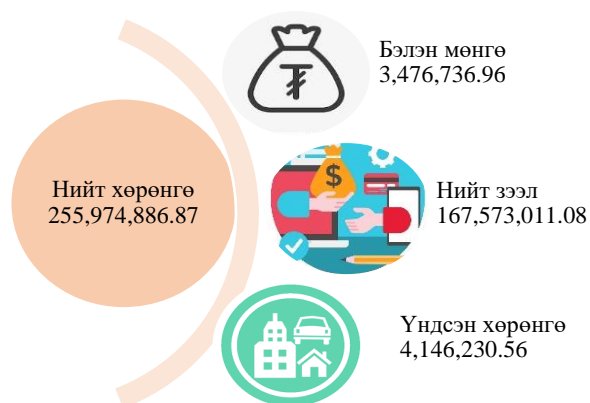 Бэлэн мөнгө
3,476,736.96
$
Нийт хөрөнгө
255,974,886.87
Нийт зээл
167,573,011.08
Үндсэн хөрөнгө
4,146,230.56